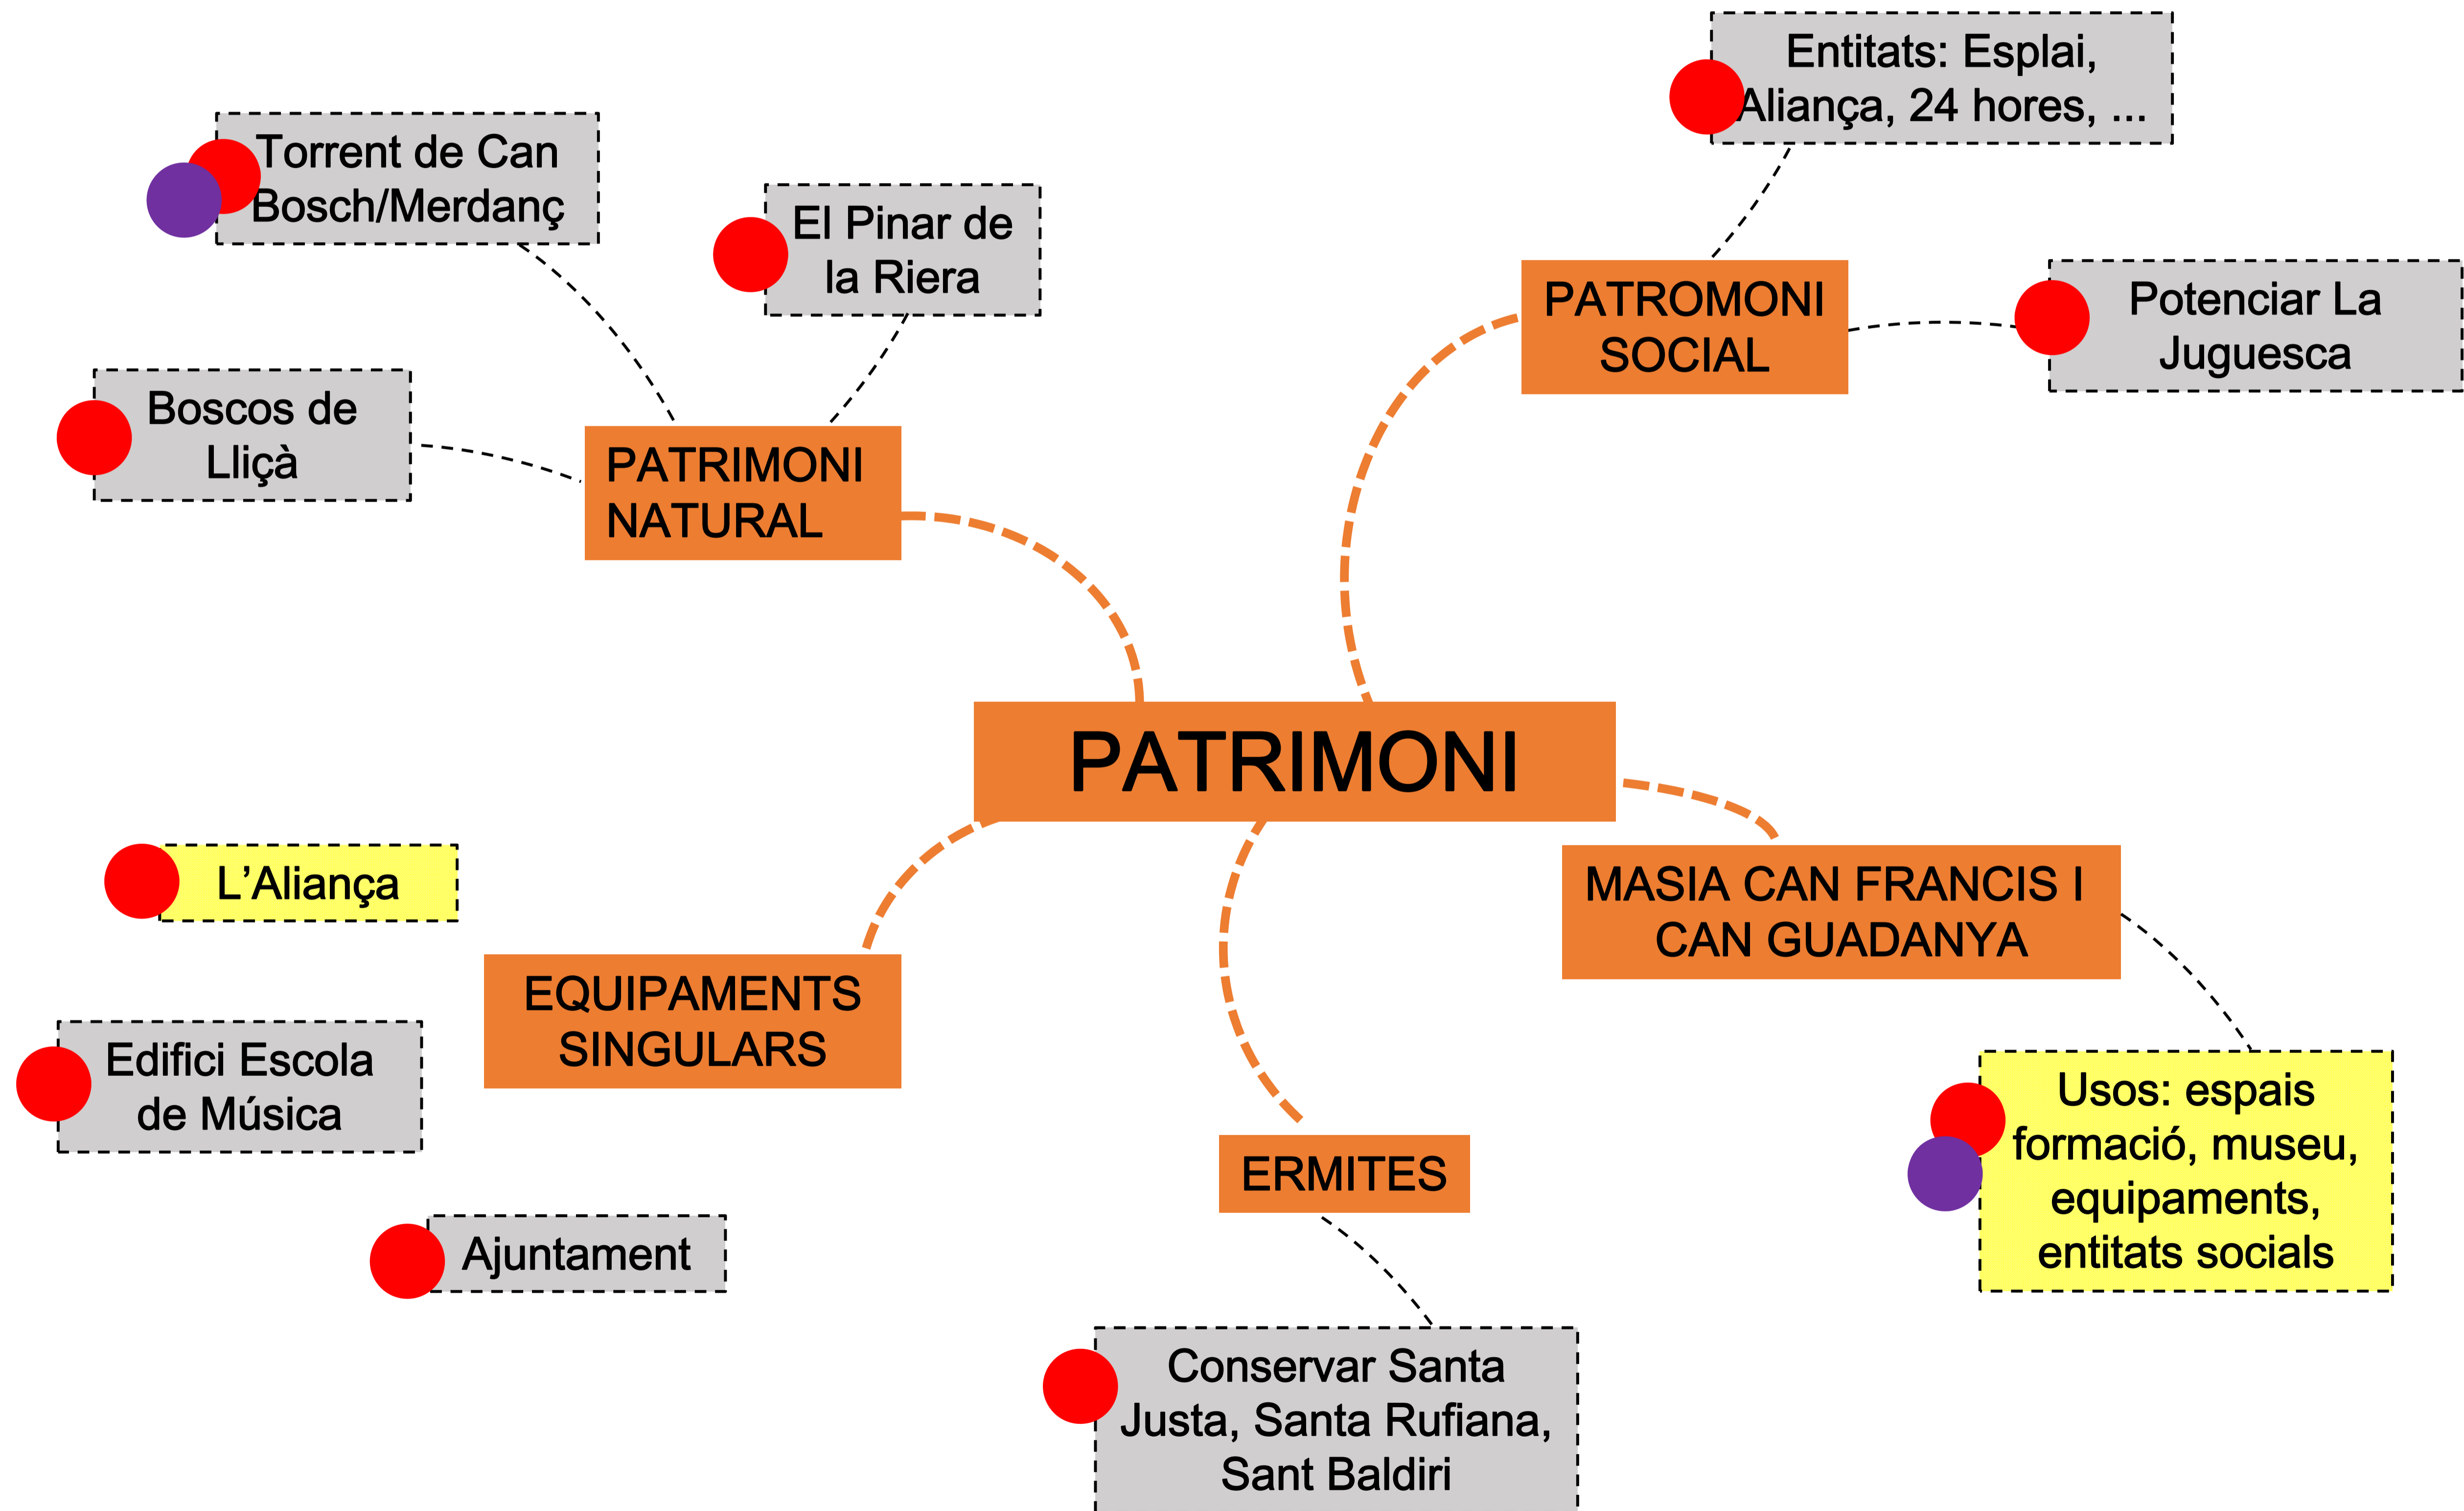 Entitats: Esplai,
Aliança, 24 hores, ...
Torrent de Can
Bosch/Merdanç
El Pinar de
la Riera
PATROMONI
SOCIAL
Potenciar La
Juguesca
Boscos de
Lliçà
PATRIMONI
NATURAL
PATRIMONI
L’Aliança
MASIA CAN FRANCIS I
CAN GUADANYA
EQUIPAMENTS
SINGULARS
Edifici Escola
de Música
Usos: espais
formació, museu,
equipaments,
entitats socials
ERMITES
Ajuntament
Conservar Santa
Justa, Santa Rufiana,
Sant Baldiri